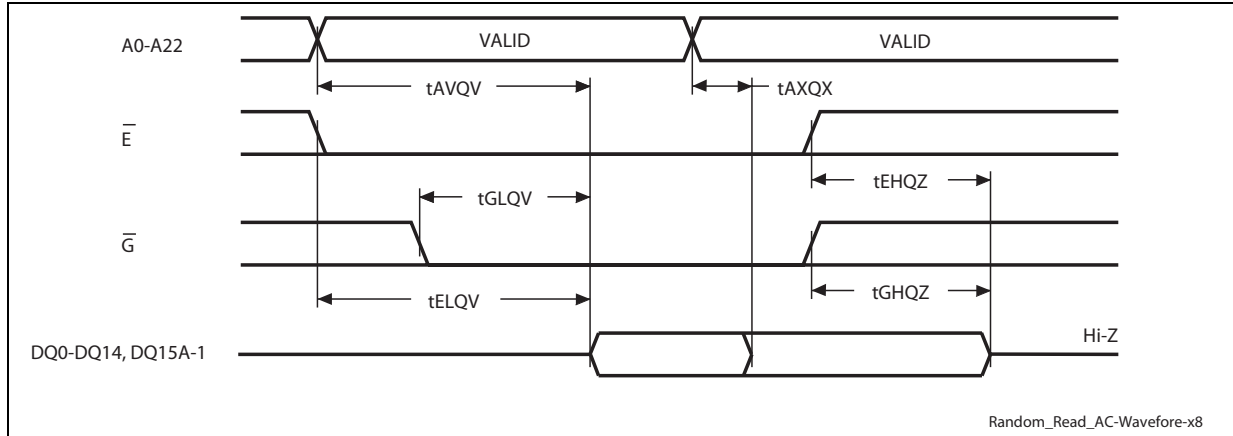 A0-A22 VALID VALID
tAVQV tAXQX
E̅
tGLQV tEHQZ
G̅
tELQV tGHQZ
DQ0-DQ14, DQ15A-1 Hi-Z
Random_Read_AC-Wavefore-x8